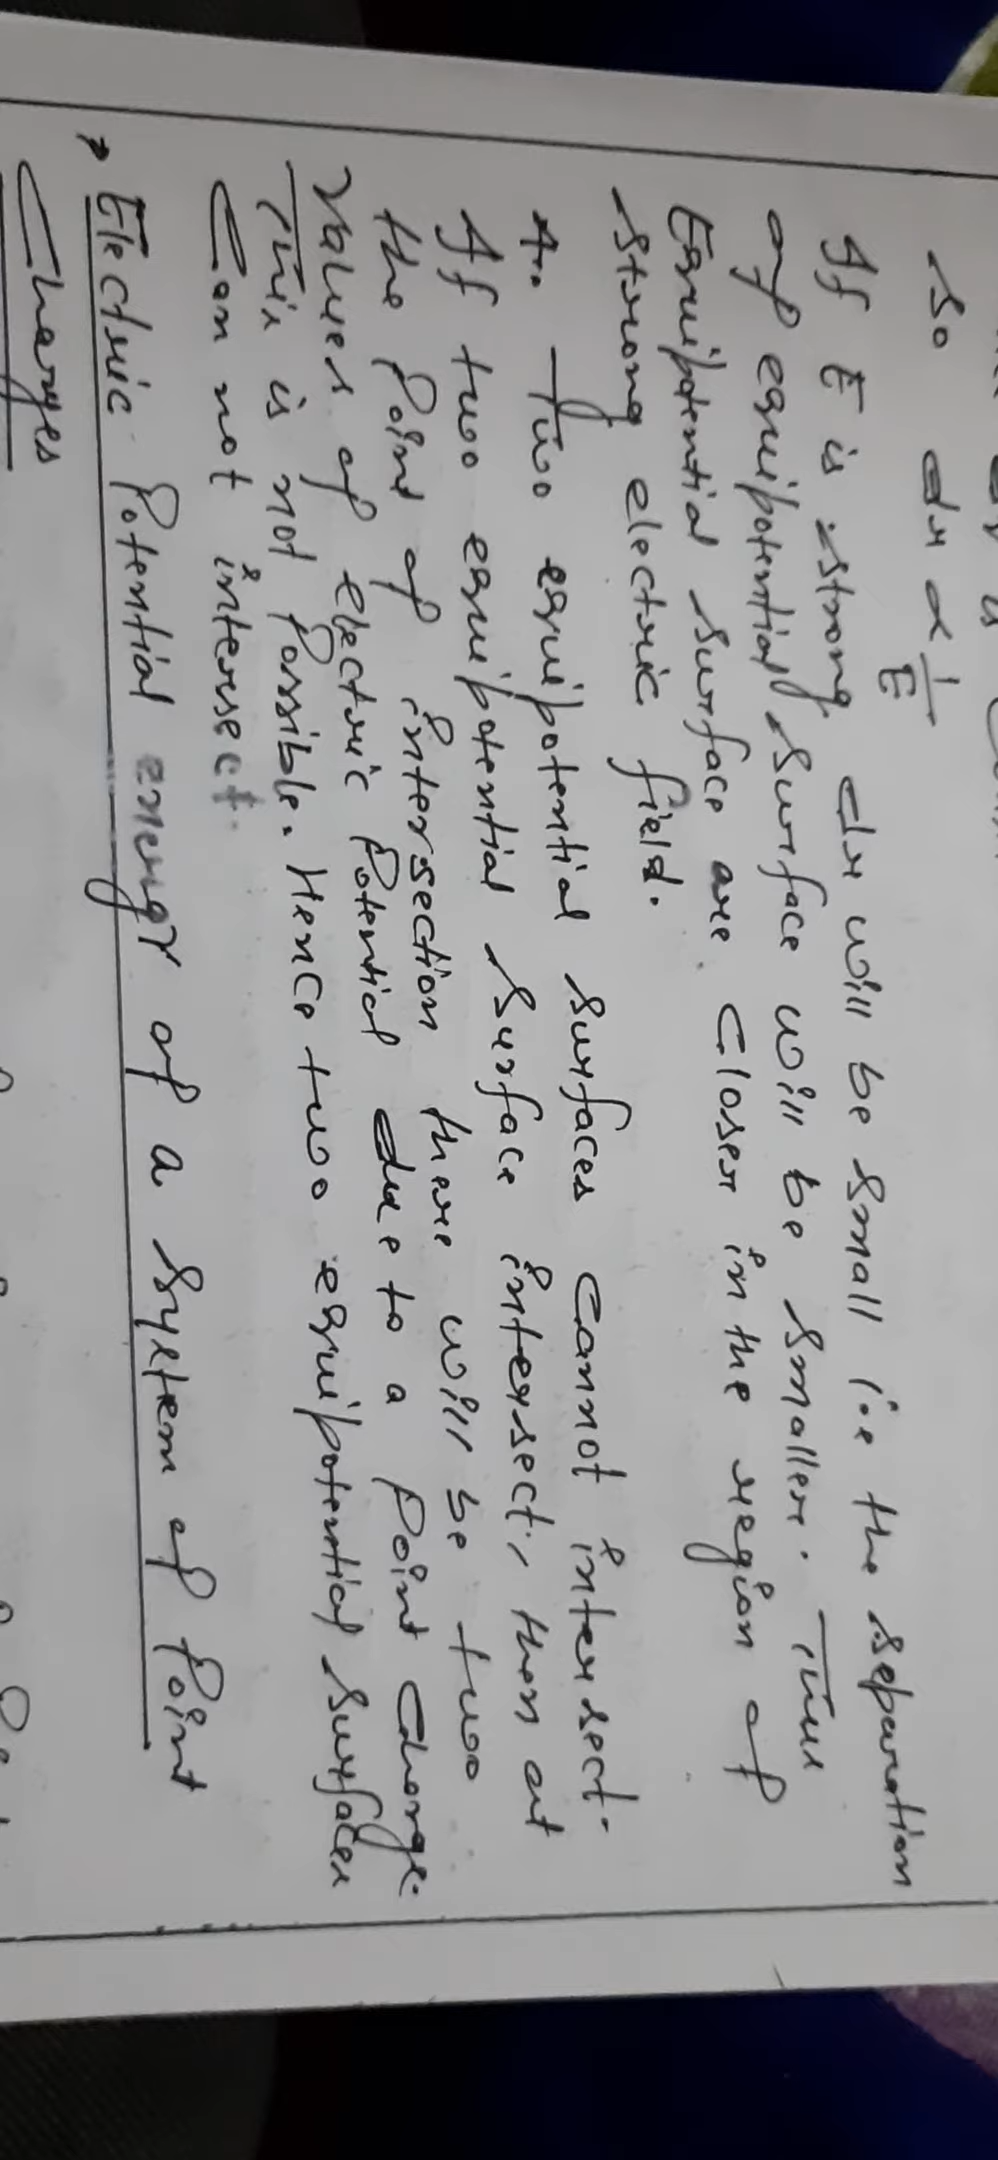 So dr ∝ 1/E
If E is strong dr will be small i.e the separation
of equipotential surface will be smaller. Thus
Equipotential surface are closer in the region of
strong electric field.
4.. Two equipotential surfaces cannot intersect.
If two equipotential surface intersect, then at
the point of intersection there will be two
values of electric potential due to a point charge.
This is not possible. Hence two equipotential surfaces
can not intersect.
Electric Potential energy of a system of point
Charges